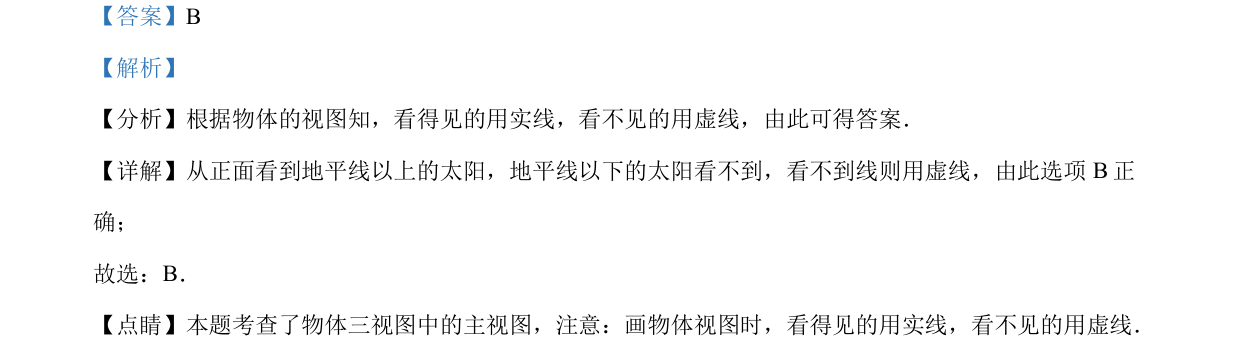 【答案】B
【解析】
【分析】根据物体的视图知，看得见的用实线，看不见的用虚线，由此可得答案．
【详解】从正面看到地平线以上的太阳，地平线以下的太阳看不到，看不到线则用虚线，由此选项 B 正
确；
故选：B．
【点睛】本题考查了物体三视图中的主视图，注意：画物体视图时，看得见的用实线，看不见的用虚线．